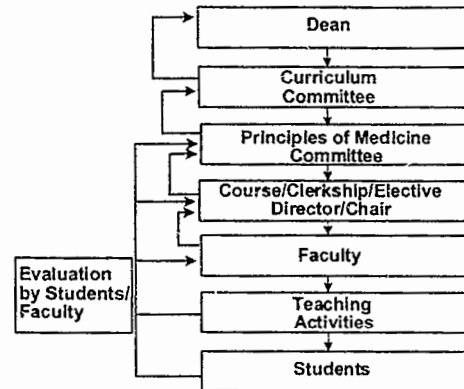 Dean
Curriculum
Committee
Principles of Medicine
Committee
Course/Clerkship/Elective
Director/Chair
Faculty
Evaluation
by Students/
Faculty
Teaching
Activities
Students